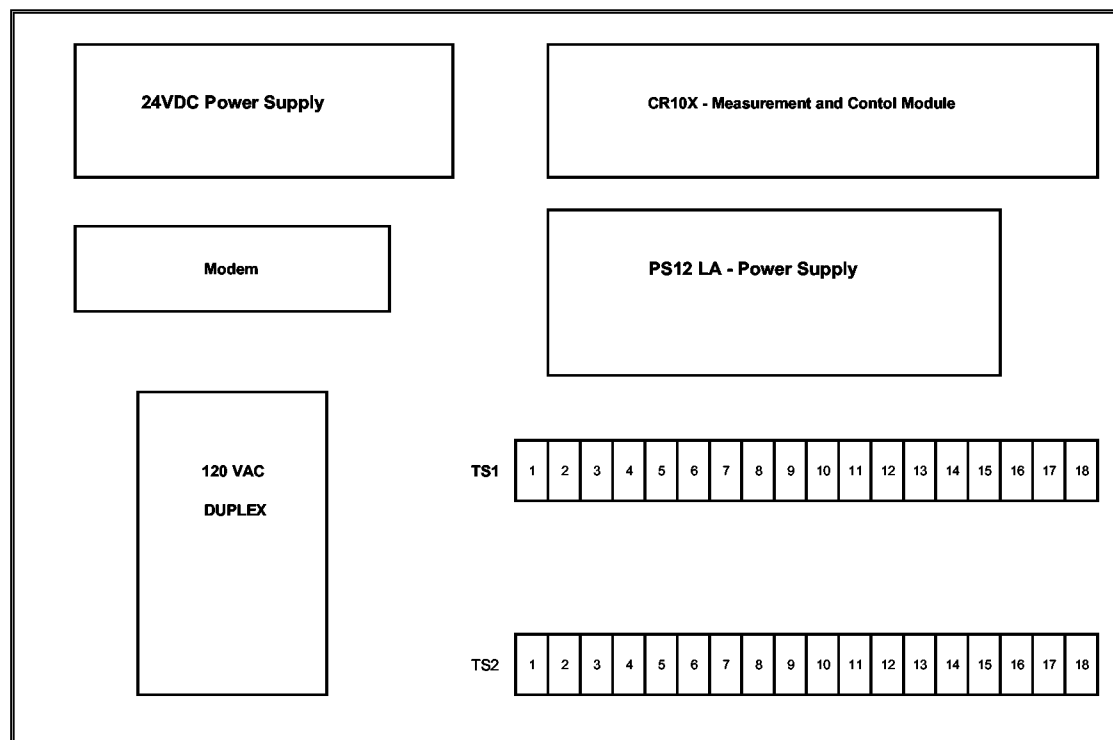 24VDC Power Supply
CR10X - Measurement and Contol Module
Modem
PS12 LA - Power Supply
120 VAC
DUPLEX
TS1 1 2 3 4 5 6 7 8 9 10 11 12 13 14 15 16 17 18
TS2 1 2 3 4 5 6 7 8 9 10 11 12 13 14 15 16 17 18